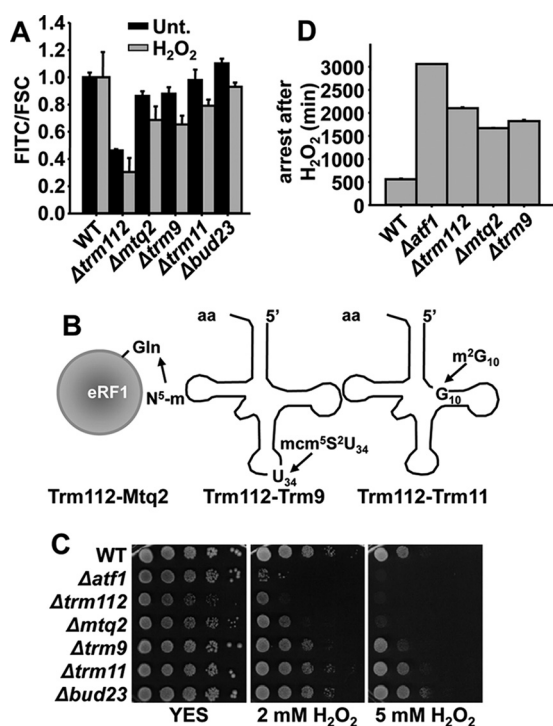 A
Unt.
H₂O₂
FITC/FSC
1.4
1.2
1.0
0.8
0.6
0.4
0.2
0.0
WT
Δtrm112
Δmtq2
Δtrm9
Δtrm11
Δbud23
D
arrest after
H₂O₂ (min)
3000
2500
2000
1500
1000
500
0
WT
Δatf1
Δtrm112
Δmtq2
Δtrm9
B
Gln
eRF1
N⁵-m
Trm112-Mtq2
aa
5'
mcm⁵S²U₃₄
U₃₄
Trm112-Trm9
aa
5'
m²G₁₀
G₁₀
Trm112-Trm11
C
WT
Δatf1
Δtrm112
Δmtq2
Δtrm9
Δtrm11
Δbud23
YES
2 mM H₂O₂
5 mM H₂O₂